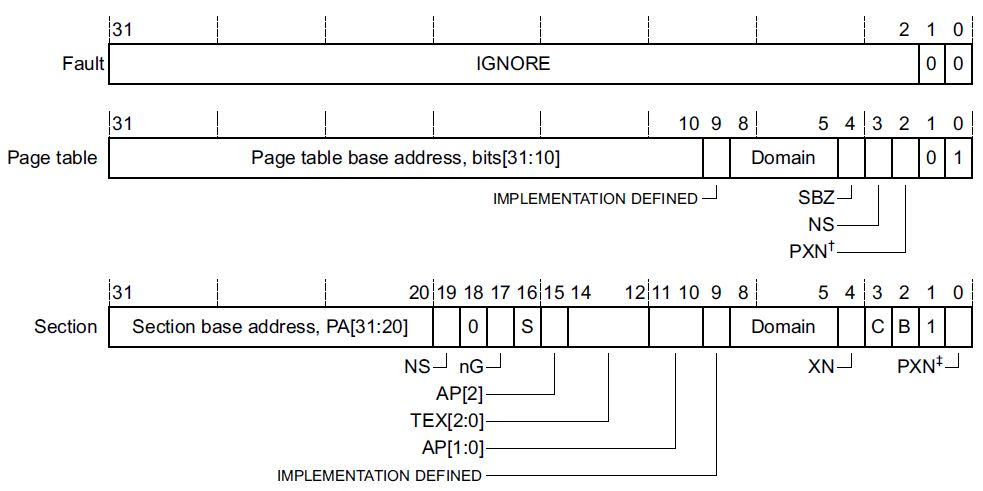 31 2 1 0
Fault IGNORE 0 0
31 10 9 8 5 4 3 2 1 0
Page table Page table base address, bits[31:10] Domain 0 1
IMPLEMENTATION DEFINED SBZ
NS
PXN†
31 20 19 18 17 16 15 14 12 11 10 9 8 5 4 3 2 1 0
Section Section base address, PA[31:20] 0 S Domain C B 1
NS nG XN PXN‡
AP[2]
TEX[2:0]
AP[1:0]
IMPLEMENTATION DEFINED